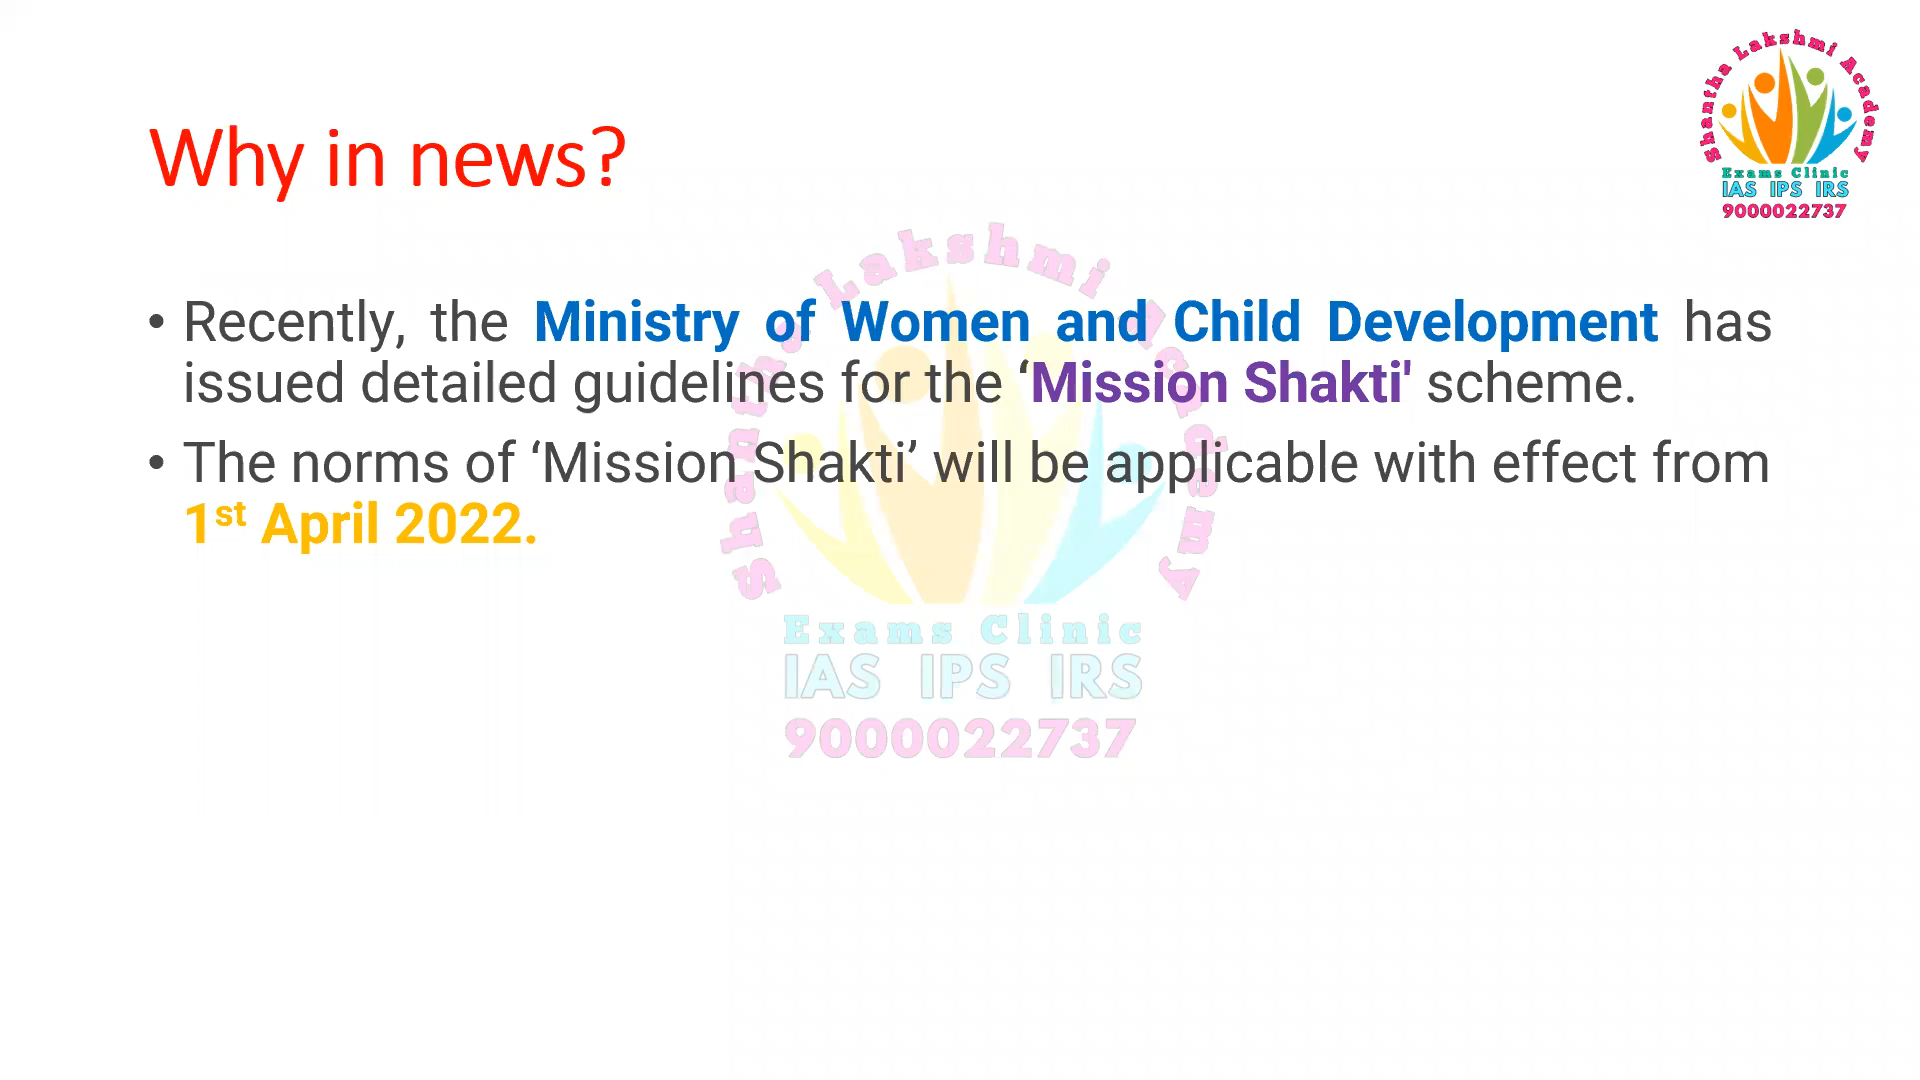 Shantha Lakshmi Academy
Exams Clinic
IAS IPS IRS
9000022737
Why in news?
• Recently, the Ministry of Women and Child Development has
issued detailed guidelines for the ‘Mission Shakti' scheme.
• The norms of ‘Mission Shakti’ will be applicable with effect from
1st April 2022.
Shantha Lakshmi Academy
Exams Clinic
IAS IPS IRS
9000022737